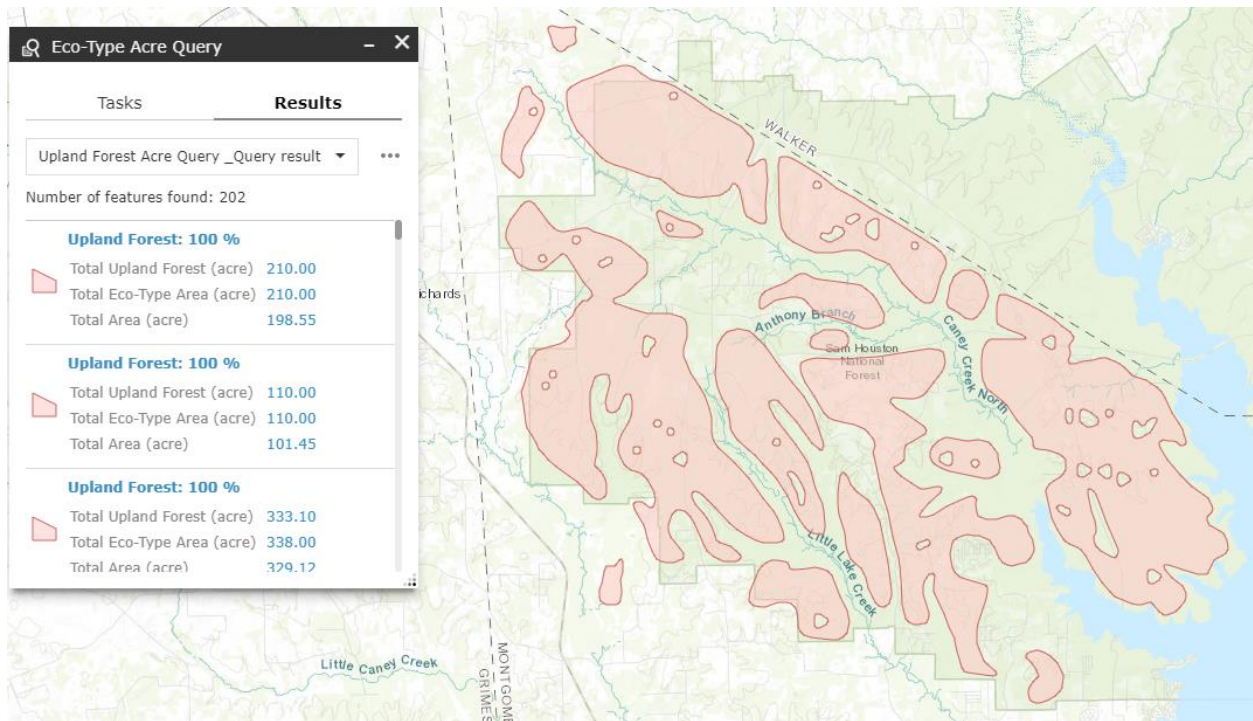 Eco-Type Acre Query
Tasks
Results
Upland Forest Acre Query _Query result
Number of features found: 202
Upland Forest: 100 %
Total Upland Forest (acre) 210.00
Total Eco-Type Area (acre) 210.00
Total Area (acre) 198.55
Upland Forest: 100 %
Total Upland Forest (acre) 110.00
Total Eco-Type Area (acre) 110.00
Total Area (acre) 101.45
Upland Forest: 100 %
Total Upland Forest (acre) 333.10
Total Eco-Type Area (acre) 338.00
Total Area (acre) 329.12
WALKER
ichards
Anthony Branch
Sam Houston
National
Forest
Caney Creek North
Little Lake Creek
Little Caney Creek
MONTGOME
GRIMES